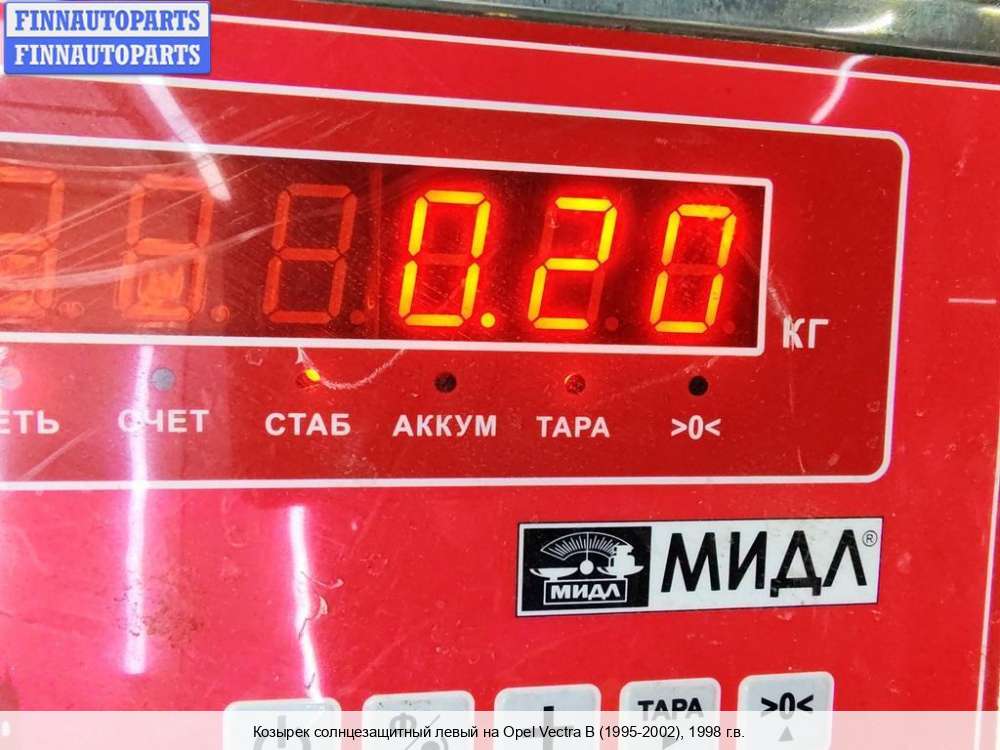 FINNAUTOPARTS
FINNAUTOPARTS
0.20
КГ
СЧЕТ СТАБ АККУМ ТАРА >0<
МИДЛ МИДЛ®
ТАРА >0<
Козырек солнцезащитный левый на Opel Vectra B (1995-2002), 1998 г.в.